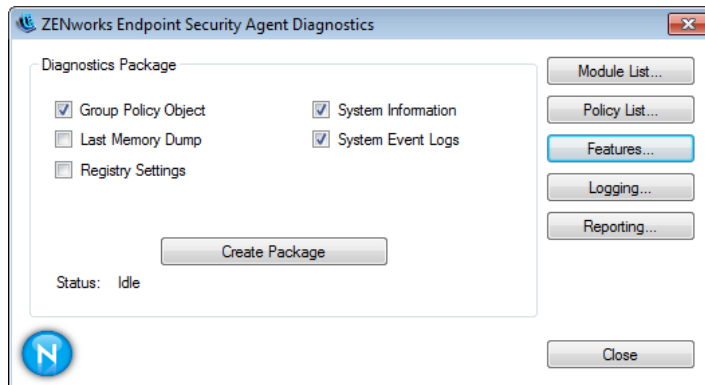 ZENworks Endpoint Security Agent Diagnostics
Diagnostics Package
Group Policy Object
System Information
Last Memory Dump
System Event Logs
Registry Settings
Create Package
Status: Idle
Module List...
Policy List...
Features...
Logging...
Reporting...
N
Close